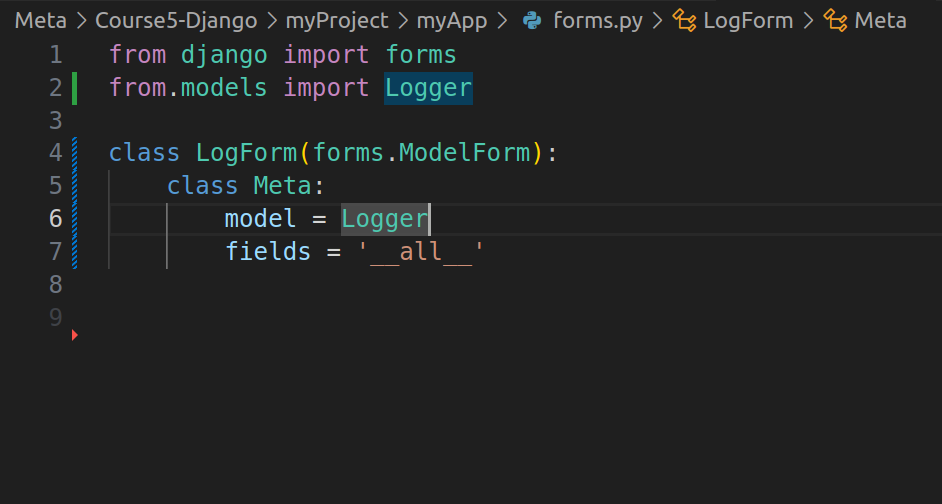 Meta > Course5-Django > myProject > myApp > forms.py > LogForm > Meta
1 from django import forms
2 from.models import Logger
3
4 class LogForm(forms.ModelForm):
5     class Meta:
6         model = Logger
7         fields = '__all__'
8
9